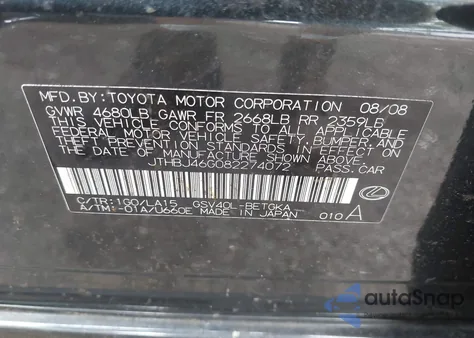 MFD. BY: TOYOTA MOTOR CORPORATION 08/08
GVWR 4680LB GAWR FR 2668LB RR 2359LB
THIS VEHICLE CONFORMS TO ALL APPLICABLE
FEDERAL MOTOR VEHICLE SAFETY, BUMPER, AND
THEFT PREVENTION STANDARDS IN EFFECT ON
THE DATE OF MANUFACTURE SHOWN ABOVE.
JTHBJ46G082274072 PASS. CAR
C/TR: 1G0/LA15 GSV40L-BETGKA
A/TM: -01A/U660E MADE IN JAPAN 010 A
autoSnap